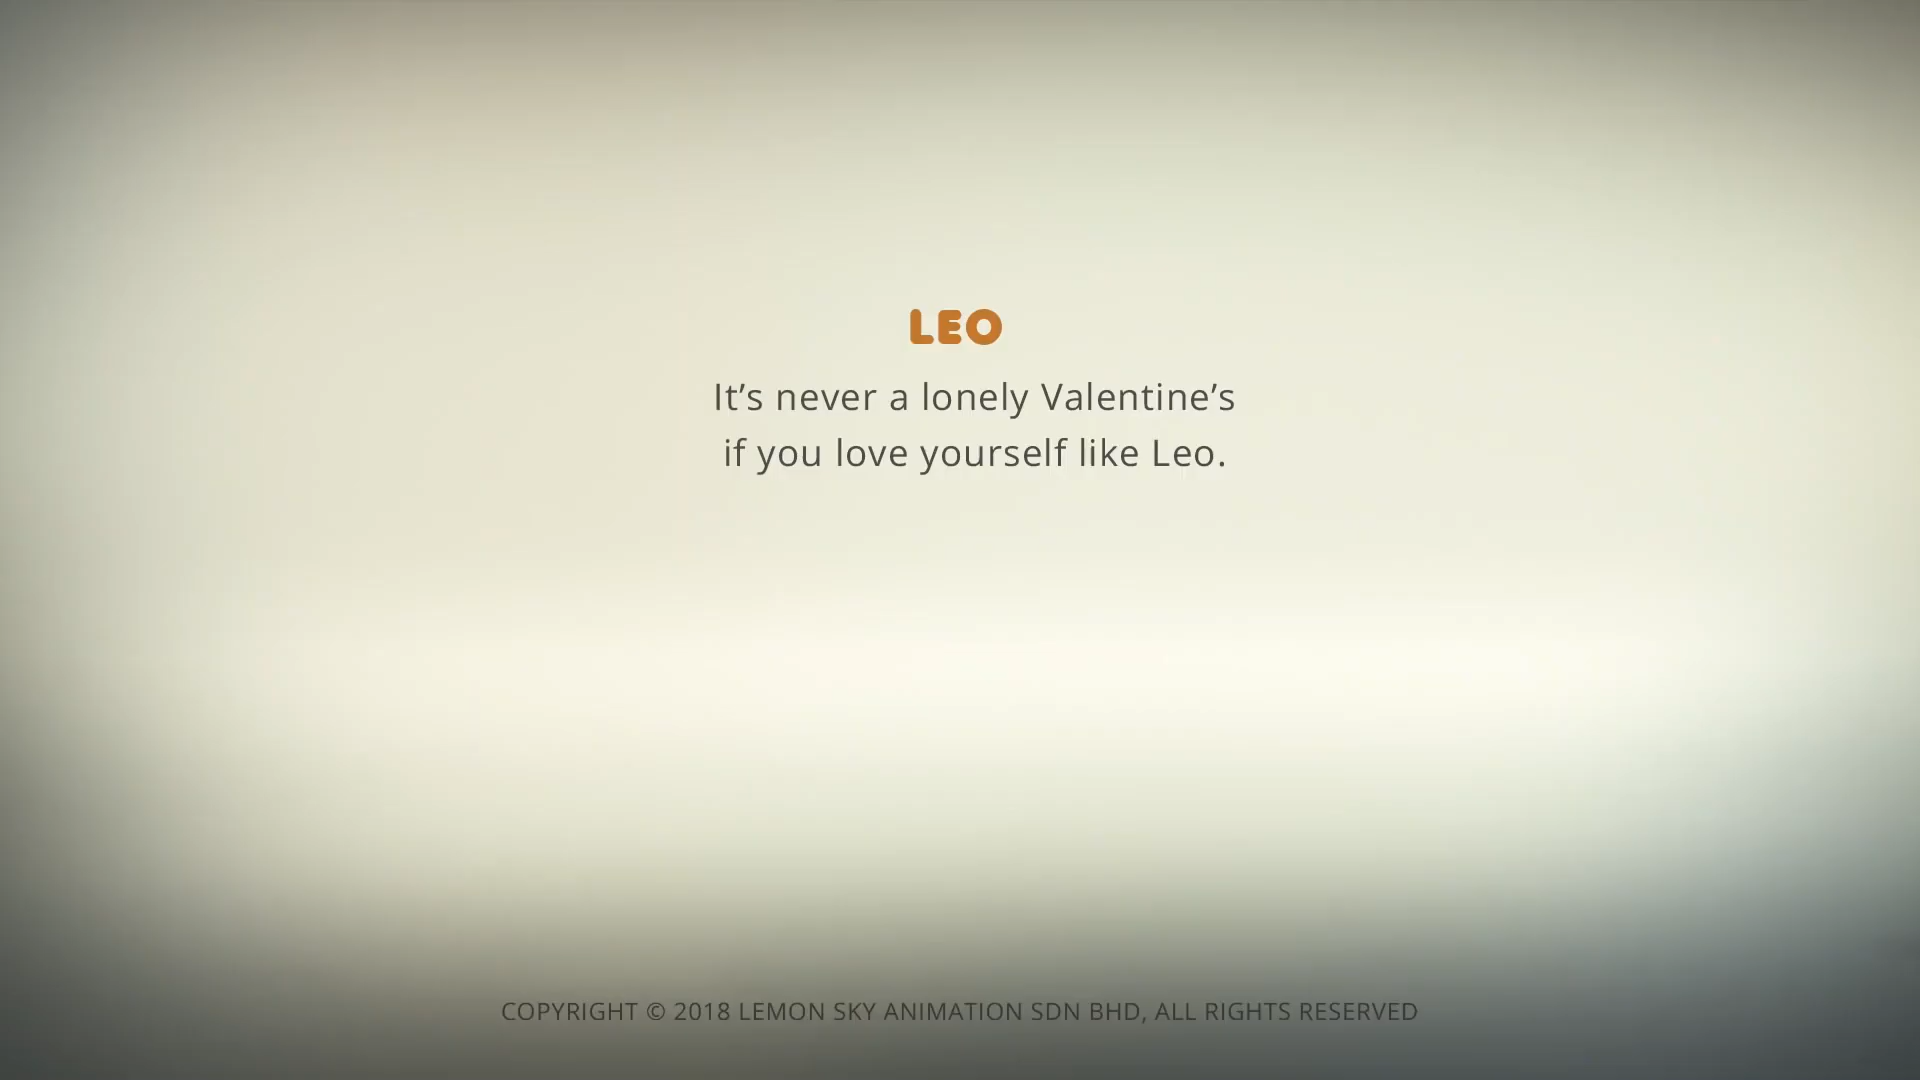 LEO
It’s never a lonely Valentine’s
if you love yourself like Leo.
COPYRIGHT © 2018 LEMON SKY ANIMATION SDN BHD, ALL RIGHTS RESERVED